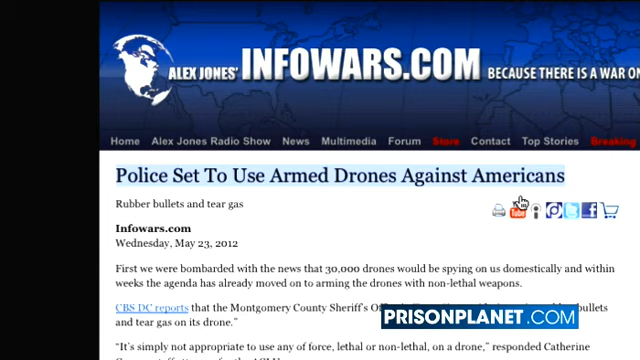 ALEX JONES' INFOWARS.COM BECAUSE THERE IS A WAR ON
Home Alex Jones Radio Show News Multimedia Forum Store Contact Top Stories Breaking
Police Set To Use Armed Drones Against Americans
Rubber bullets and tear gas
You Tube
Infowars.com
Wednesday, May 23, 2012
First we were bombarded with the news that 30,000 drones would be spying on us domestically and within
weeks the agenda has already moved on to arming the drones with non-lethal weapons.
CBS DC reports that the Montgomery County Sheriff's bullets
and tear gas on its drone."
PRISONPLANET.COM
"It's simply not appropriate to use any of force, lethal or non-lethal, on a drone," responded Catherine